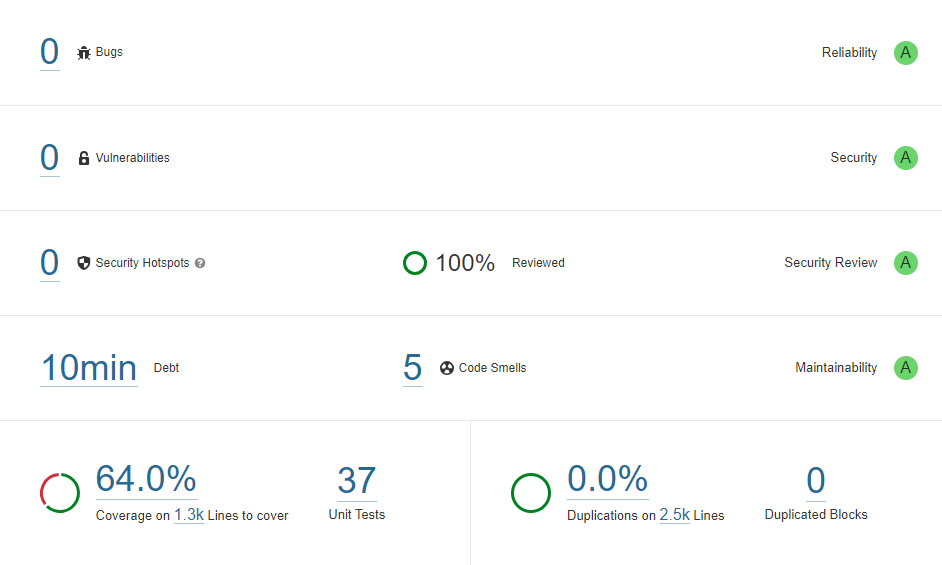 0 Bugs Reliability A
0 Vulnerabilities Security A
0 Security Hotspots ? 100% Reviewed Security Review A
10min Debt 5 Code Smells Maintainability A
64.0% 37 0.0% 0
Coverage on 1.3k Lines to cover Unit Tests Duplications on 2.5k Lines Duplicated Blocks